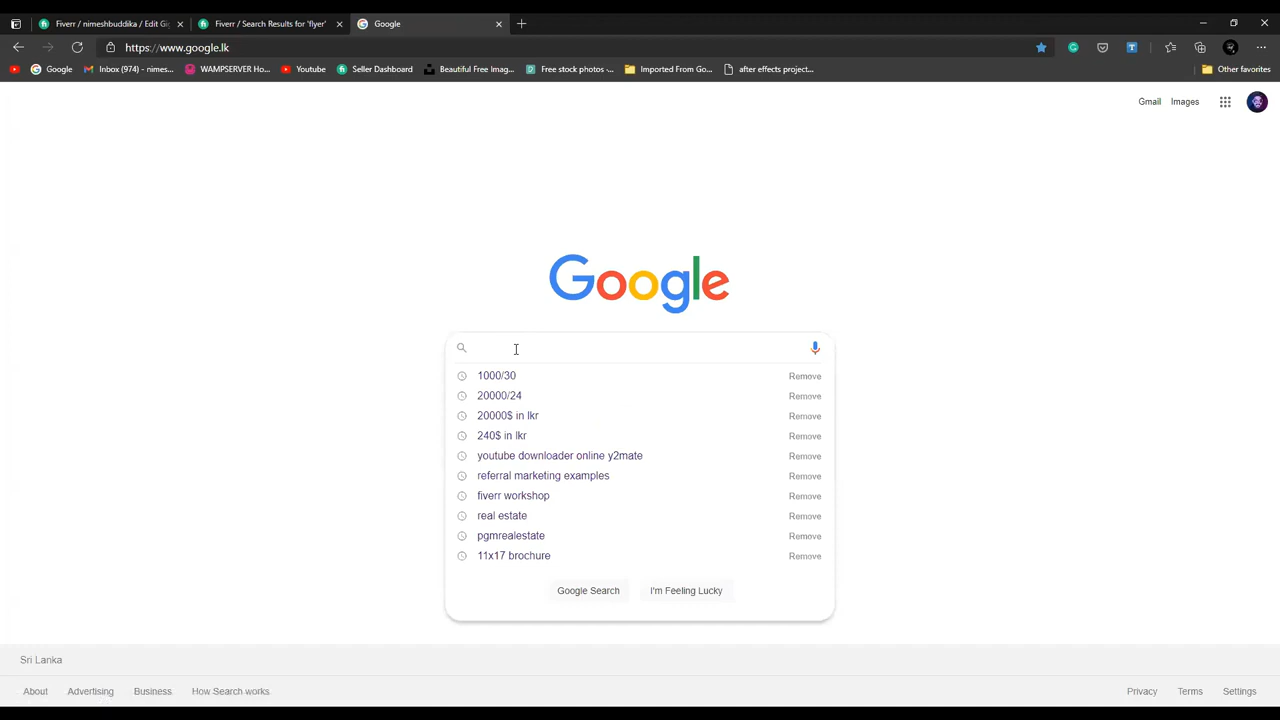 Fiverr / nimeshbuddika / Edit Gi
Fiverr / Search Results for 'flyer'
Google
https://www.google.lk
Google
Inbox (974) - nimes...
WAMPSERVER Ho...
Youtube
Seller Dashboard
Beautiful Free Imag...
Free stock photos -...
Imported From Go...
after effects projec...
Other favorites
Gmail Images
Google
1000/30 Remove
20000/24 Remove
20000$ in lkr Remove
240$ in lkr Remove
youtube downloader online y2mate Remove
referral marketing examples Remove
fiverr workshop Remove
real estate Remove
pgmrealestate Remove
11x17 brochure Remove
Google Search I'm Feeling Lucky
Sri Lanka
About Advertising Business How Search works Privacy Terms Settings